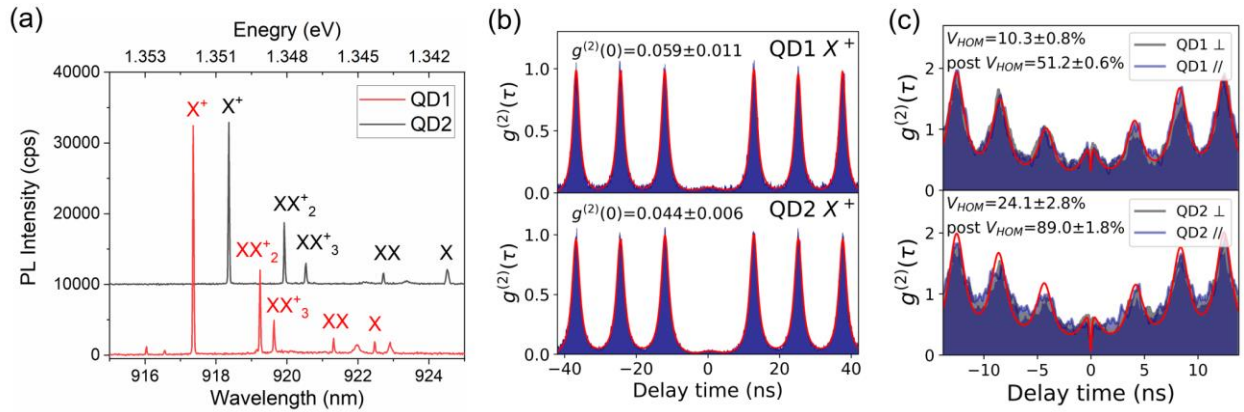 (a)
Enregry (eV)
1.353 1.351 1.348 1.345 1.342
40000
30000
20000
10000
0
PL Intensity (cps)
QD1
QD2
X⁺ X⁺
XX⁺₂
XX⁺₃
XX X
XX⁺₂
XX⁺₃
XX X
916 918 920 922 924
Wavelength (nm)
(b)
g⁽²⁾(0)=0.059±0.011 QD1 X⁺
1.0
0.5
0.0
g⁽²⁾(τ)
g⁽²⁾(0)=0.044±0.006 QD2 X⁺
1.0
0.5
0.0
g⁽²⁾(τ)
−40 −20 0 20 40
Delay time (ns)
(c)
V_HOM=10.3±0.8%
post V_HOM=51.2±0.6%
QD1 ⊥
QD1 //
2
1
0
g⁽²⁾(τ)
V_HOM=24.1±2.8%
post V_HOM=89.0±1.8%
QD2 ⊥
QD2 //
2
1
0
g⁽²⁾(τ)
−10 −5 0 5 10
Delay time (ns)